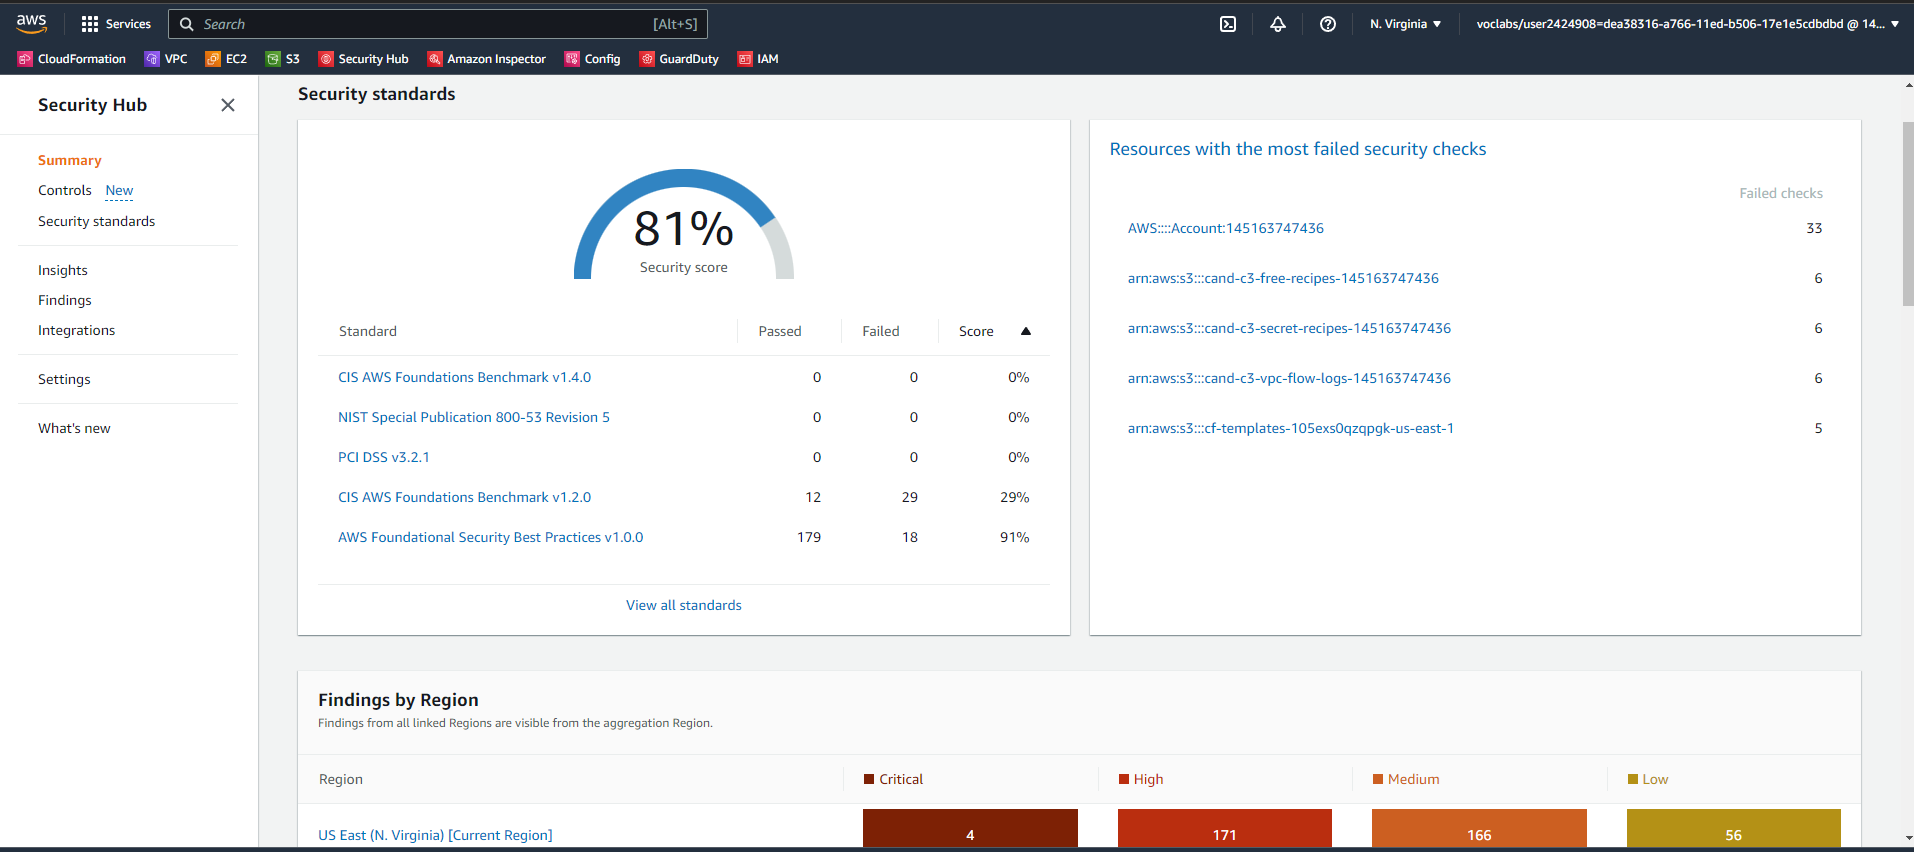 aws
Services
Search
[Alt+S]
N. Virginia
voclabs/user2424908=dea38316-a766-11ed-b506-17e1e5cdbdbd @ 14...
CloudFormation
VPC
EC2
S3
Security Hub
Amazon Inspector
Config
GuardDuty
IAM
Security Hub
Summary
Controls New
Security standards
Insights
Findings
Integrations
Settings
What's new
Security standards
81%
Security score
Standard Passed Failed Score
CIS AWS Foundations Benchmark v1.4.0 0 0 0%
NIST Special Publication 800-53 Revision 5 0 0 0%
PCI DSS v3.2.1 0 0 0%
CIS AWS Foundations Benchmark v1.2.0 12 29 29%
AWS Foundational Security Best Practices v1.0.0 179 18 91%
View all standards
Resources with the most failed security checks
Failed checks
AWS::::Account:145163747436 33
arn:aws:s3:::cand-c3-free-recipes-145163747436 6
arn:aws:s3:::cand-c3-secret-recipes-145163747436 6
arn:aws:s3:::cand-c3-vpc-flow-logs-145163747436 6
arn:aws:s3:::cf-templates-105exs0qzqpgk-us-east-1 5
Findings by Region
Findings from all linked Regions are visible from the aggregation Region.
Region Critical High Medium Low
US East (N. Virginia) [Current Region] 4 171 166 56